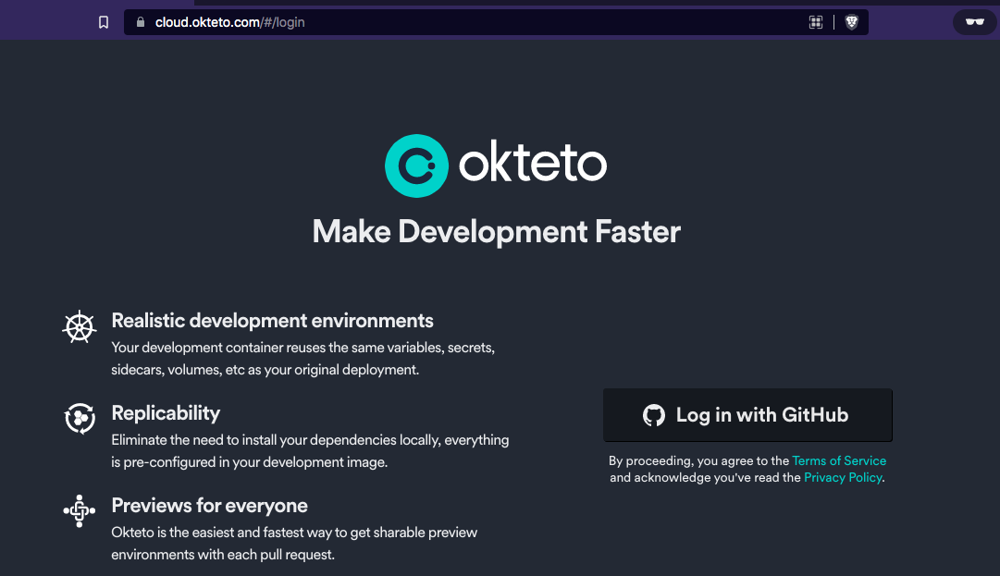 cloud.okteto.com/#/login
okteto
Make Development Faster
Realistic development environments
Your development container reuses the same variables, secrets,
sidecars, volumes, etc as your original deployment.
Replicability
Eliminate the need to install your dependencies locally, everything
is pre-configured in your development image.
Previews for everyone
Okteto is the easiest and fastest way to get sharable preview
environments with each pull request.
Log in with GitHub
By proceeding, you agree to the Terms of Service
and acknowledge you've read the Privacy Policy.